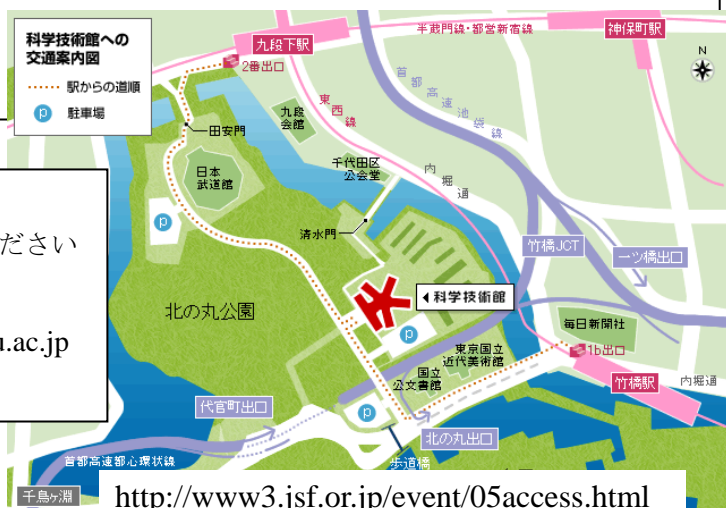 科学技術館への
交通案内図
駅からの道順
P 駐車場
九段下駅
2番出口
半蔵門線・都営新宿線
神保町駅
N
首都高速池袋線
東西線
九段
会館
田安門
千代田区
公会堂
内堀通
日本
武道館
P
清水門
竹橋JCT
一ツ橋出口
ださい
科学技術館
北の丸公園
毎日新聞社
P
u.ac.jp
東京国立
近代美術館
1b出口
国立
公文書館
竹橋駅
内堀通
代官町出口
P
北の丸出口
首都高速都心環状線
歩道橋
千鳥ヶ淵
http://www3.jsf.or.jp/event/05access.html